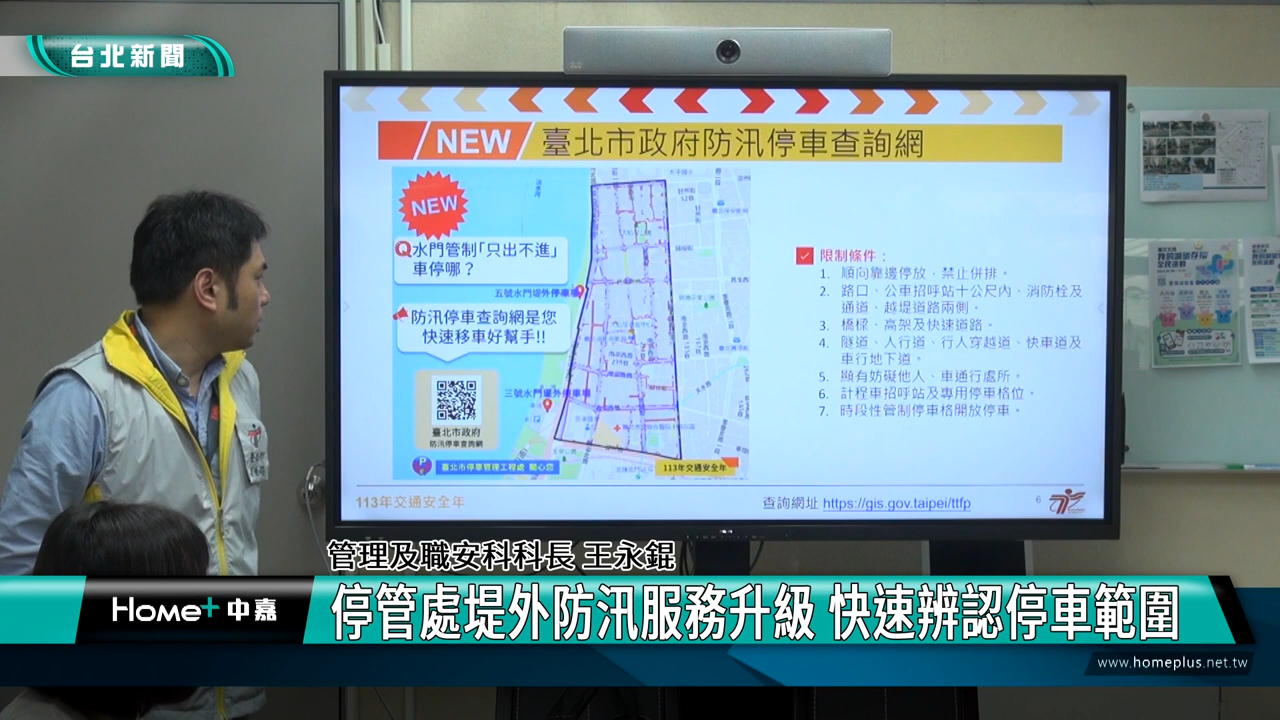 台北新聞
NEW 臺北市政府防汛停車查詢網
NEW
Q水門管制「只出不進」
車停哪？
五號水門堤外停車場
防汛停車查詢網是您
快速移車好幫手!!
三號水門堤外停車場
臺北市政府
防汛停車查詢網
臺北市停車管理工程處 關心您
113年交通安全年
限制條件：
1. 順向靠邊停放，禁止併排。
2. 路口、公車招呼站十公尺內、消防栓及
通道、越堤道路兩側。
3. 橋樑、高架及快速道路。
4. 隧道、人行道、行人穿越道、快車道及
車行地下道。
5. 顯有妨礙他人、車通行處所。
6. 計程車招呼站及專用停車格位。
7. 時段性管制停車格開放停車。
113年交通安全年
查詢網址 https://gis.gov.taipei/ttfp
6
管理及職安科科長 王永錕
Home+中嘉
停管處堤外防汛服務升級 快速辨認停車範圍
www.homeplus.net.tw